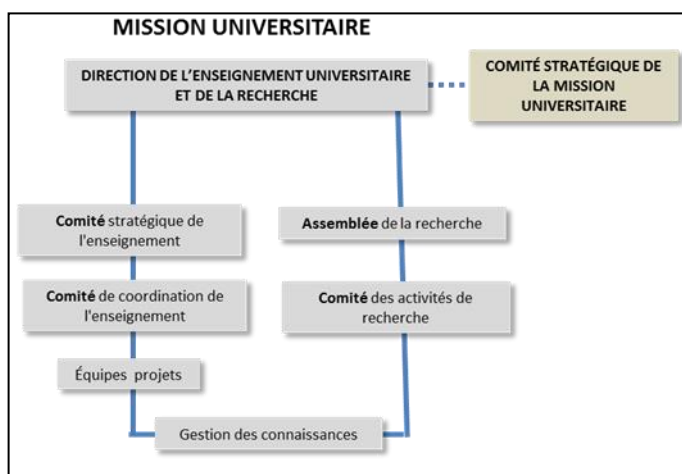 MISSION UNIVERSITAIRE
DIRECTION DE L'ENSEIGNEMENT UNIVERSITAIRE
ET DE LA RECHERCHE
COMITÉ STRATÉGIQUE DE
LA MISSION
UNIVERSITAIRE
Comité stratégique de
l'enseignement
Assemblée de la recherche
Comité de coordination de
l'enseignement
Comité des activités de
recherche
Équipes projets
Gestion des connaissances